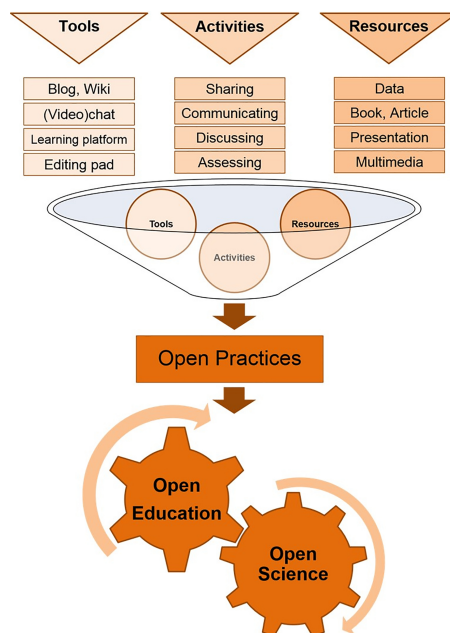 Tools
Activities
Resources
Blog, Wiki
(Video)chat
Learning platform
Editing pad
Sharing
Communicating
Discussing
Assessing
Data
Book, Article
Presentation
Multimedia
Tools
Activities
Resources
Open Practices
Open
Education
Open
Science